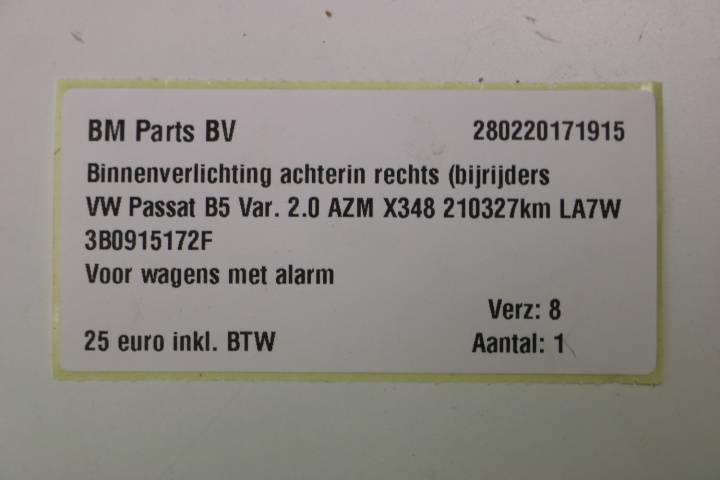 BM Parts BV 280220171915
Binnenverlichting achterin rechts (bijrijders
VW Passat B5 Var. 2.0 AZM X348 210327km LA7W
3B0915172F
Voor wagens met alarm
Verz: 8
25 euro inkl. BTW Aantal: 1